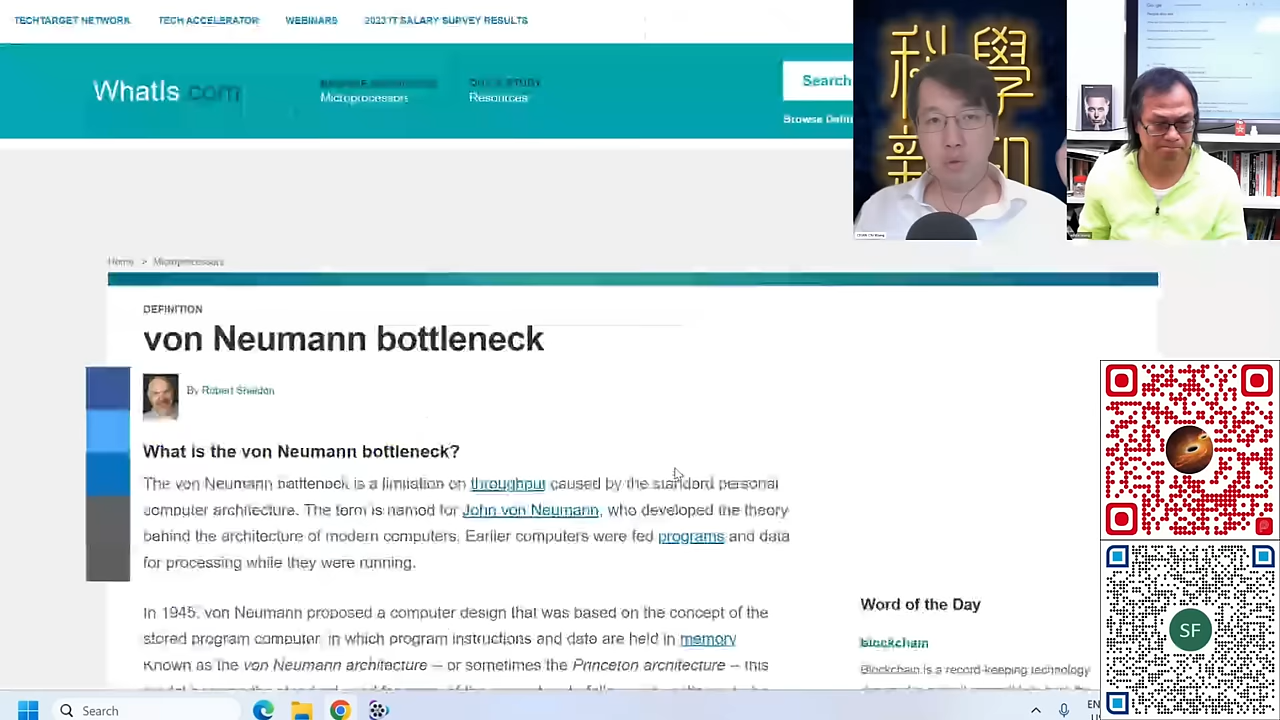 TECHTARGET NETWORK
TECH ACCELERATOR
WEBINARS
2023 IT SALARY SURVEY RESULTS
WhatIs.com
Microprocessors
Resources
Search
Browse
科學
新知
Home > Microprocessors
DEFINITION
von Neumann bottleneck
By Robert Sheldon
What is the von Neumann bottleneck?
The von Neumann bottleneck is a limitation on throughput caused by the standard personal
computer architecture. The term is named for John von Neumann, who developed the theory
behind the architecture of modern computers. Earlier computers were fed programs and data
for processing while they were running.
In 1945, von Neumann proposed a computer design that was based on the concept of the
stored program computer, in which program instructions and data are held in memory
Known as the von Neumann architecture – or sometimes the Princeton architecture – this
Word of the Day
blockchain
Blockchain is a record-keeping technology
SF
Search
EN